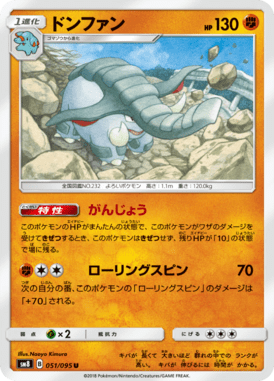 1進化 ドンファン HP 130
ゴマゾウから進化
全国図鑑NO.232 よろいポケモン 高さ:1.1m 重さ:120.0kg
特性 がんじょう
このポケモンのHPがまんたんの状態で、このポケモンがワザのダメージを
受けてきぜつするとき、このポケモンはきぜつせず、残りHPが「10」の状態で
場に残る。
ローリングスピン 70
次の自分の番、このポケモンの「ローリングスピン」のダメージは
「+70」される。
弱点 ×2 抵抗力 にげる
Illus. Naoyo Kimura
sm8 051/095 U
キバが 長くて 大きいほど 群れの中での ランクが
高い。キバが 伸びるまでに 時間が かかる。
©2018 Pokémon/Nintendo/Creatures/GAME FREAK.